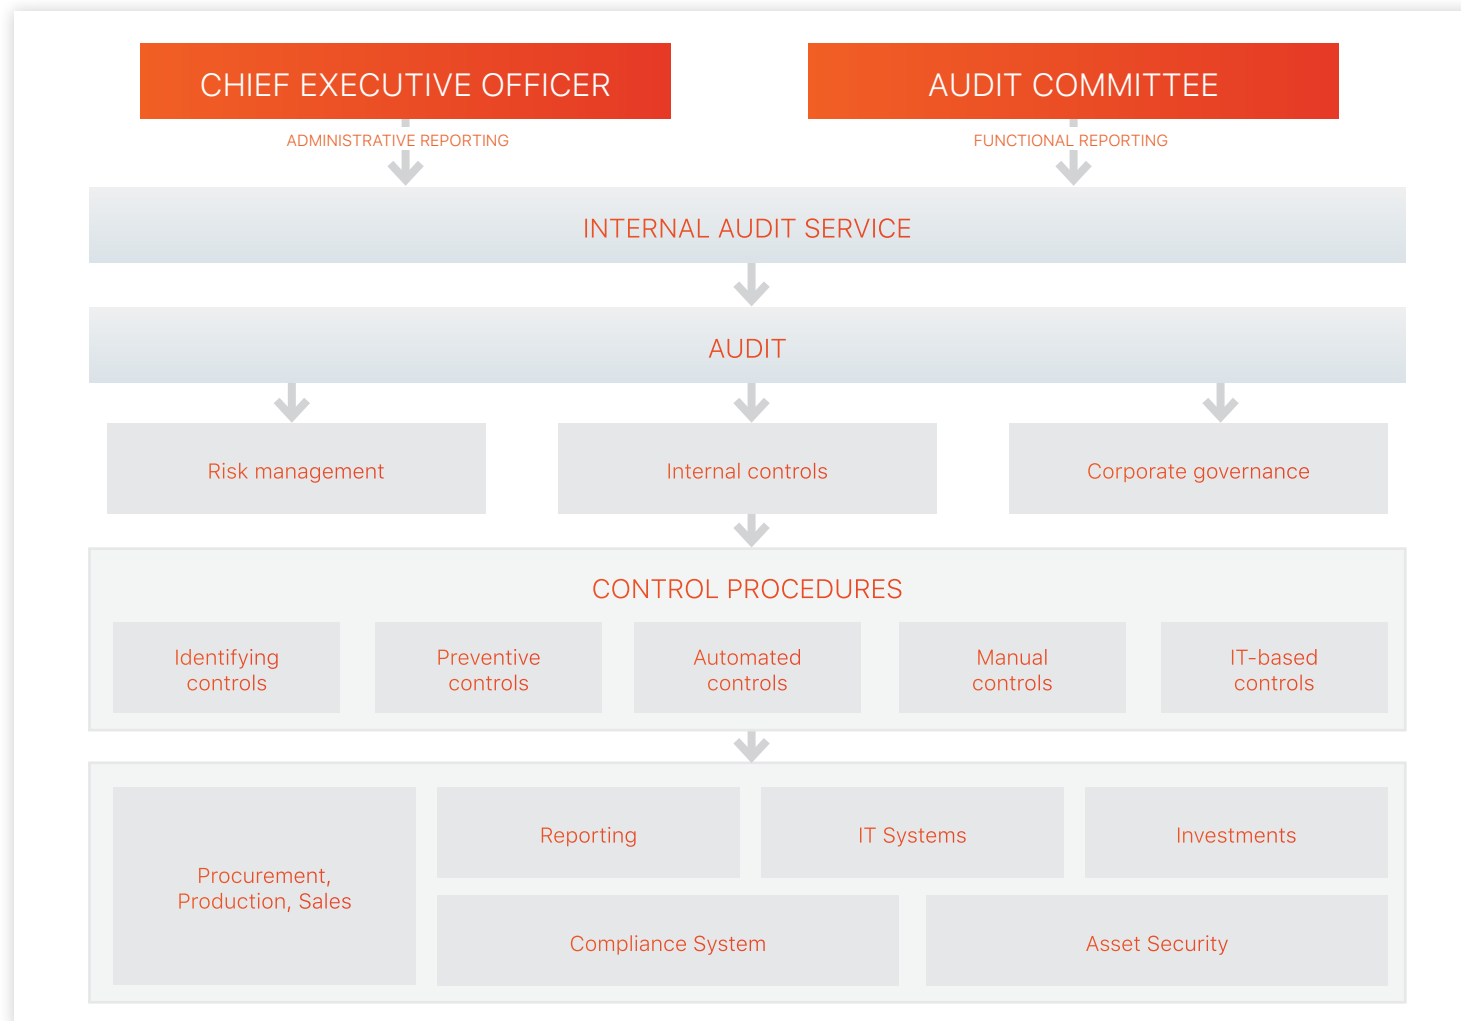 CHIEF EXECUTIVE OFFICER
AUDIT COMMITTEE
ADMINISTRATIVE REPORTING
FUNCTIONAL REPORTING
INTERNAL AUDIT SERVICE
AUDIT
Risk management
Internal controls
Corporate governance
CONTROL PROCEDURES
Identifying
controls
Preventive
controls
Automated
controls
Manual
controls
IT-based
controls
Procurement,
Production, Sales
Reporting
IT Systems
Investments
Compliance System
Asset Security